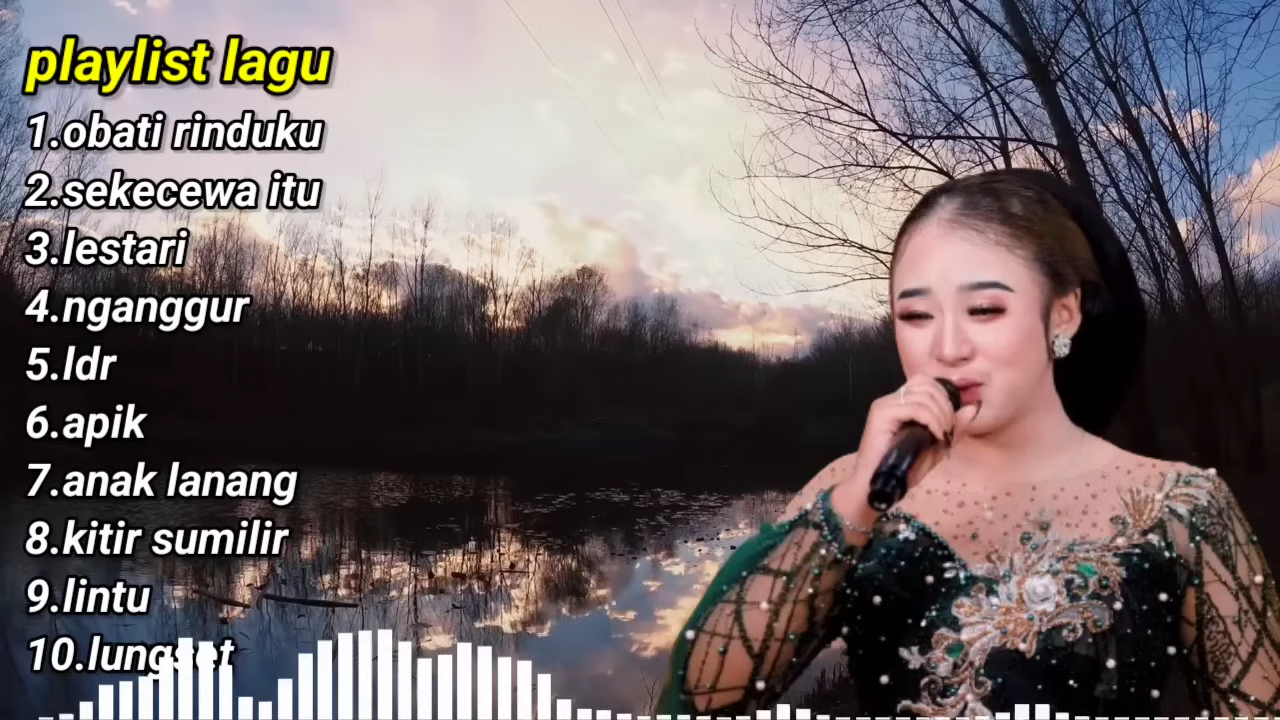 playlist lagu
1.obati rinduku
2.sekecewa itu
3.lestari
4.nganggur
5.ldr
6.apik
7.anak lanang
8.kitir sumilir
9.lintu
10.lungset